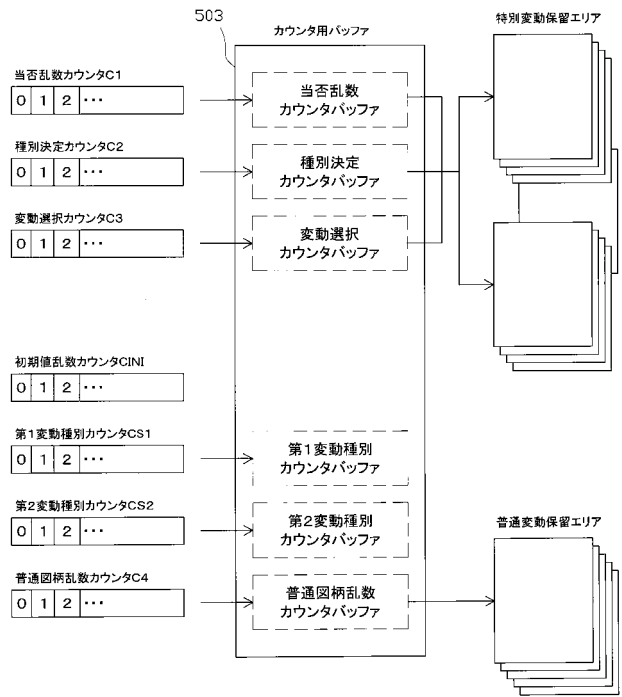 503
カウンタ用バッファ
特別変動保留エリア
当否乱数カウンタC1
0 1 2 ･･･
当否乱数
カウンタバッファ
種別決定カウンタC2
0 1 2 ･･･
種別決定
カウンタバッファ
変動選択カウンタC3
0 1 2 ･･･
変動選択
カウンタバッファ
初期値乱数カウンタCINI
0 1 2 ･･･
第1変動種別カウンタCS1
0 1 2 ･･･
第1変動種別
カウンタバッファ
第2変動種別カウンタCS2
0 1 2 ･･･
第2変動種別
カウンタバッファ
普通変動保留エリア
普通図柄乱数カウンタC4
0 1 2 ･･･
普通図柄乱数
カウンタバッファ